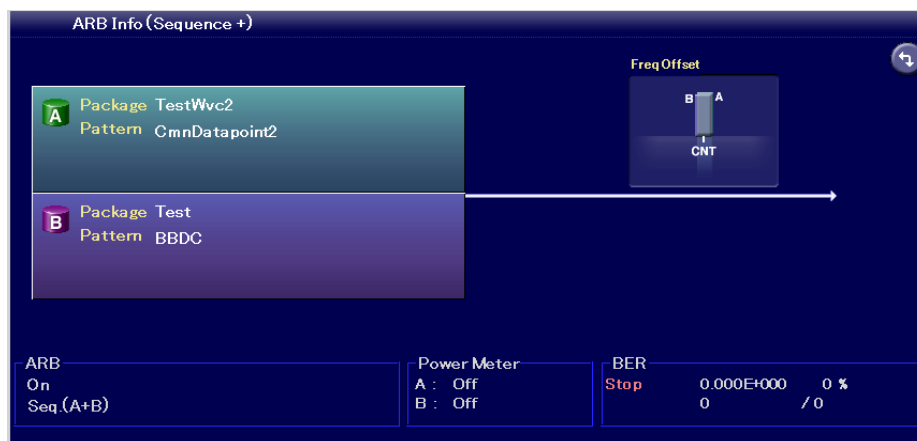 ARB Info (Sequence +)
Freq Offset
B A
CNT
A
Package TestWvc2
Pattern CmnDatapoint2
B
Package Test
Pattern BBDC
ARB
On
Seq.(A+B)
Power Meter
A : Off
B : Off
BER
Stop 0.000E+000 0 %
0 / 0